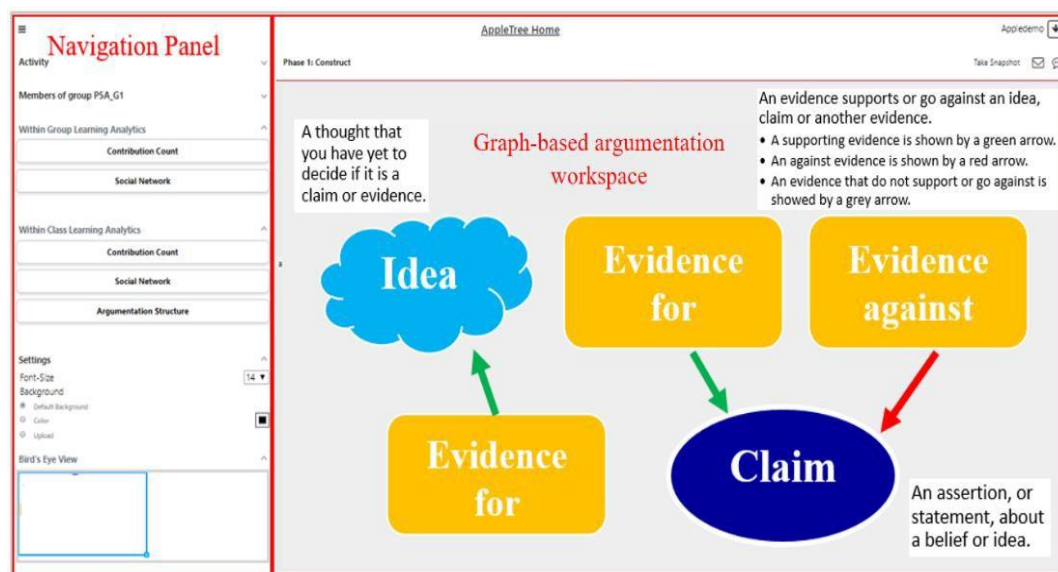 Navigation Panel
Activity
Members of group P5A_G1
Within Group Learning Analytics
Contribution Count
Social Network
Within Class Learning Analytics
Contribution Count
Social Network
Argumentation Structure
Settings
Font-Size
14
Background
Default Background
Color
Upload
Bird's Eye View
AppleTree Home
Appledemo
Phase 1: Construct
Take Snapshot
A thought that
you have yet to
decide if it is a
claim or evidence.
Graph-based argumentation
workspace
An evidence supports or go against an idea,
claim or another evidence.
• A supporting evidence is shown by a green arrow.
• An against evidence is shown by a red arrow.
• An evidence that do not support or go against is
showed by a grey arrow.
Idea
Evidence
for
Evidence
against
Evidence
for
Claim
An assertion, or
statement, about
a belief or idea.